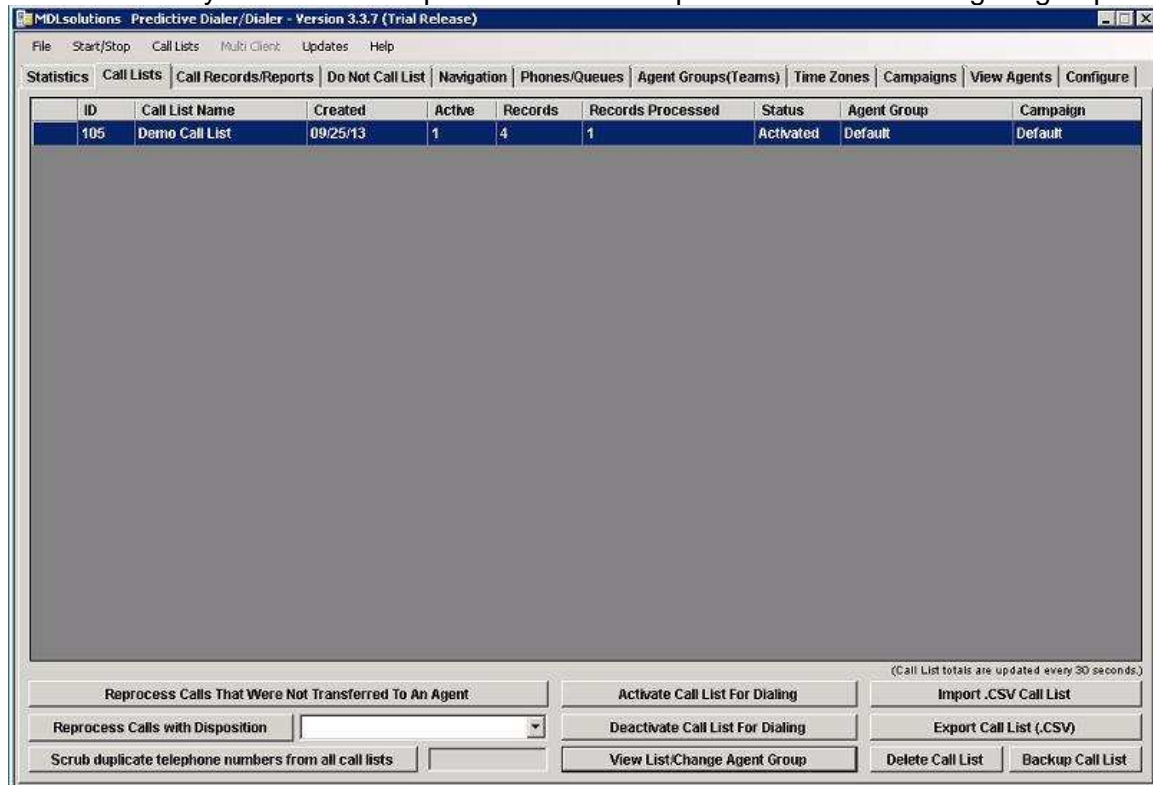 MDLsolutions Predictive Dialer/Dialer - Version 3.3.7 (Trial Release)
File Start/Stop Call Lists Multi Client Updates Help
Statistics Call Lists Call Records/Reports Do Not Call List Navigation Phones/Queues Agent Groups(Teams) Time Zones Campaigns View Agents Configure
ID Call List Name Created Active Records Records Processed Status Agent Group Campaign
105 Demo Call List 09/25/13 1 4 1 Activated Default Default
(Call List totals are updated every 30 seconds.)
Reprocess Calls That Were Not Transferred To An Agent Activate Call List For Dialing Import .CSV Call List
Reprocess Calls with Disposition Deactivate Call List For Dialing Export Call List (.CSV)
Scrub duplicate telephone numbers from all call lists View List/Change Agent Group Delete Call List Backup Call List